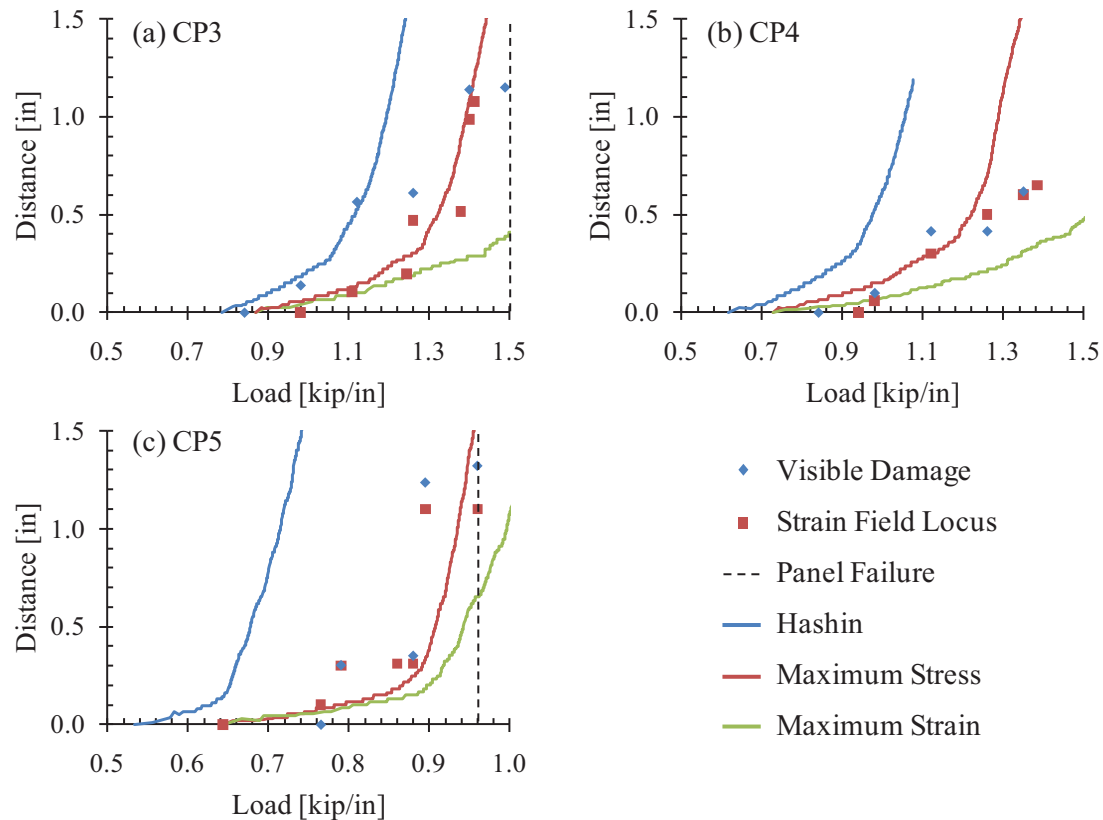 (a) CP3
Distance [in]
1.5
1.0
0.5
0.0
0.5 0.7 0.9 1.1 1.3 1.5
Load [kip/in]
(b) CP4
Distance [in]
1.5
1.0
0.5
0.0
0.5 0.7 0.9 1.1 1.3 1.5
Load [kip/in]
(c) CP5
Distance [in]
1.5
1.0
0.5
0.0
0.5 0.6 0.7 0.8 0.9 1.0
Load [kip/in]
Visible Damage
Strain Field Locus
Panel Failure
Hashin
Maximum Stress
Maximum Strain